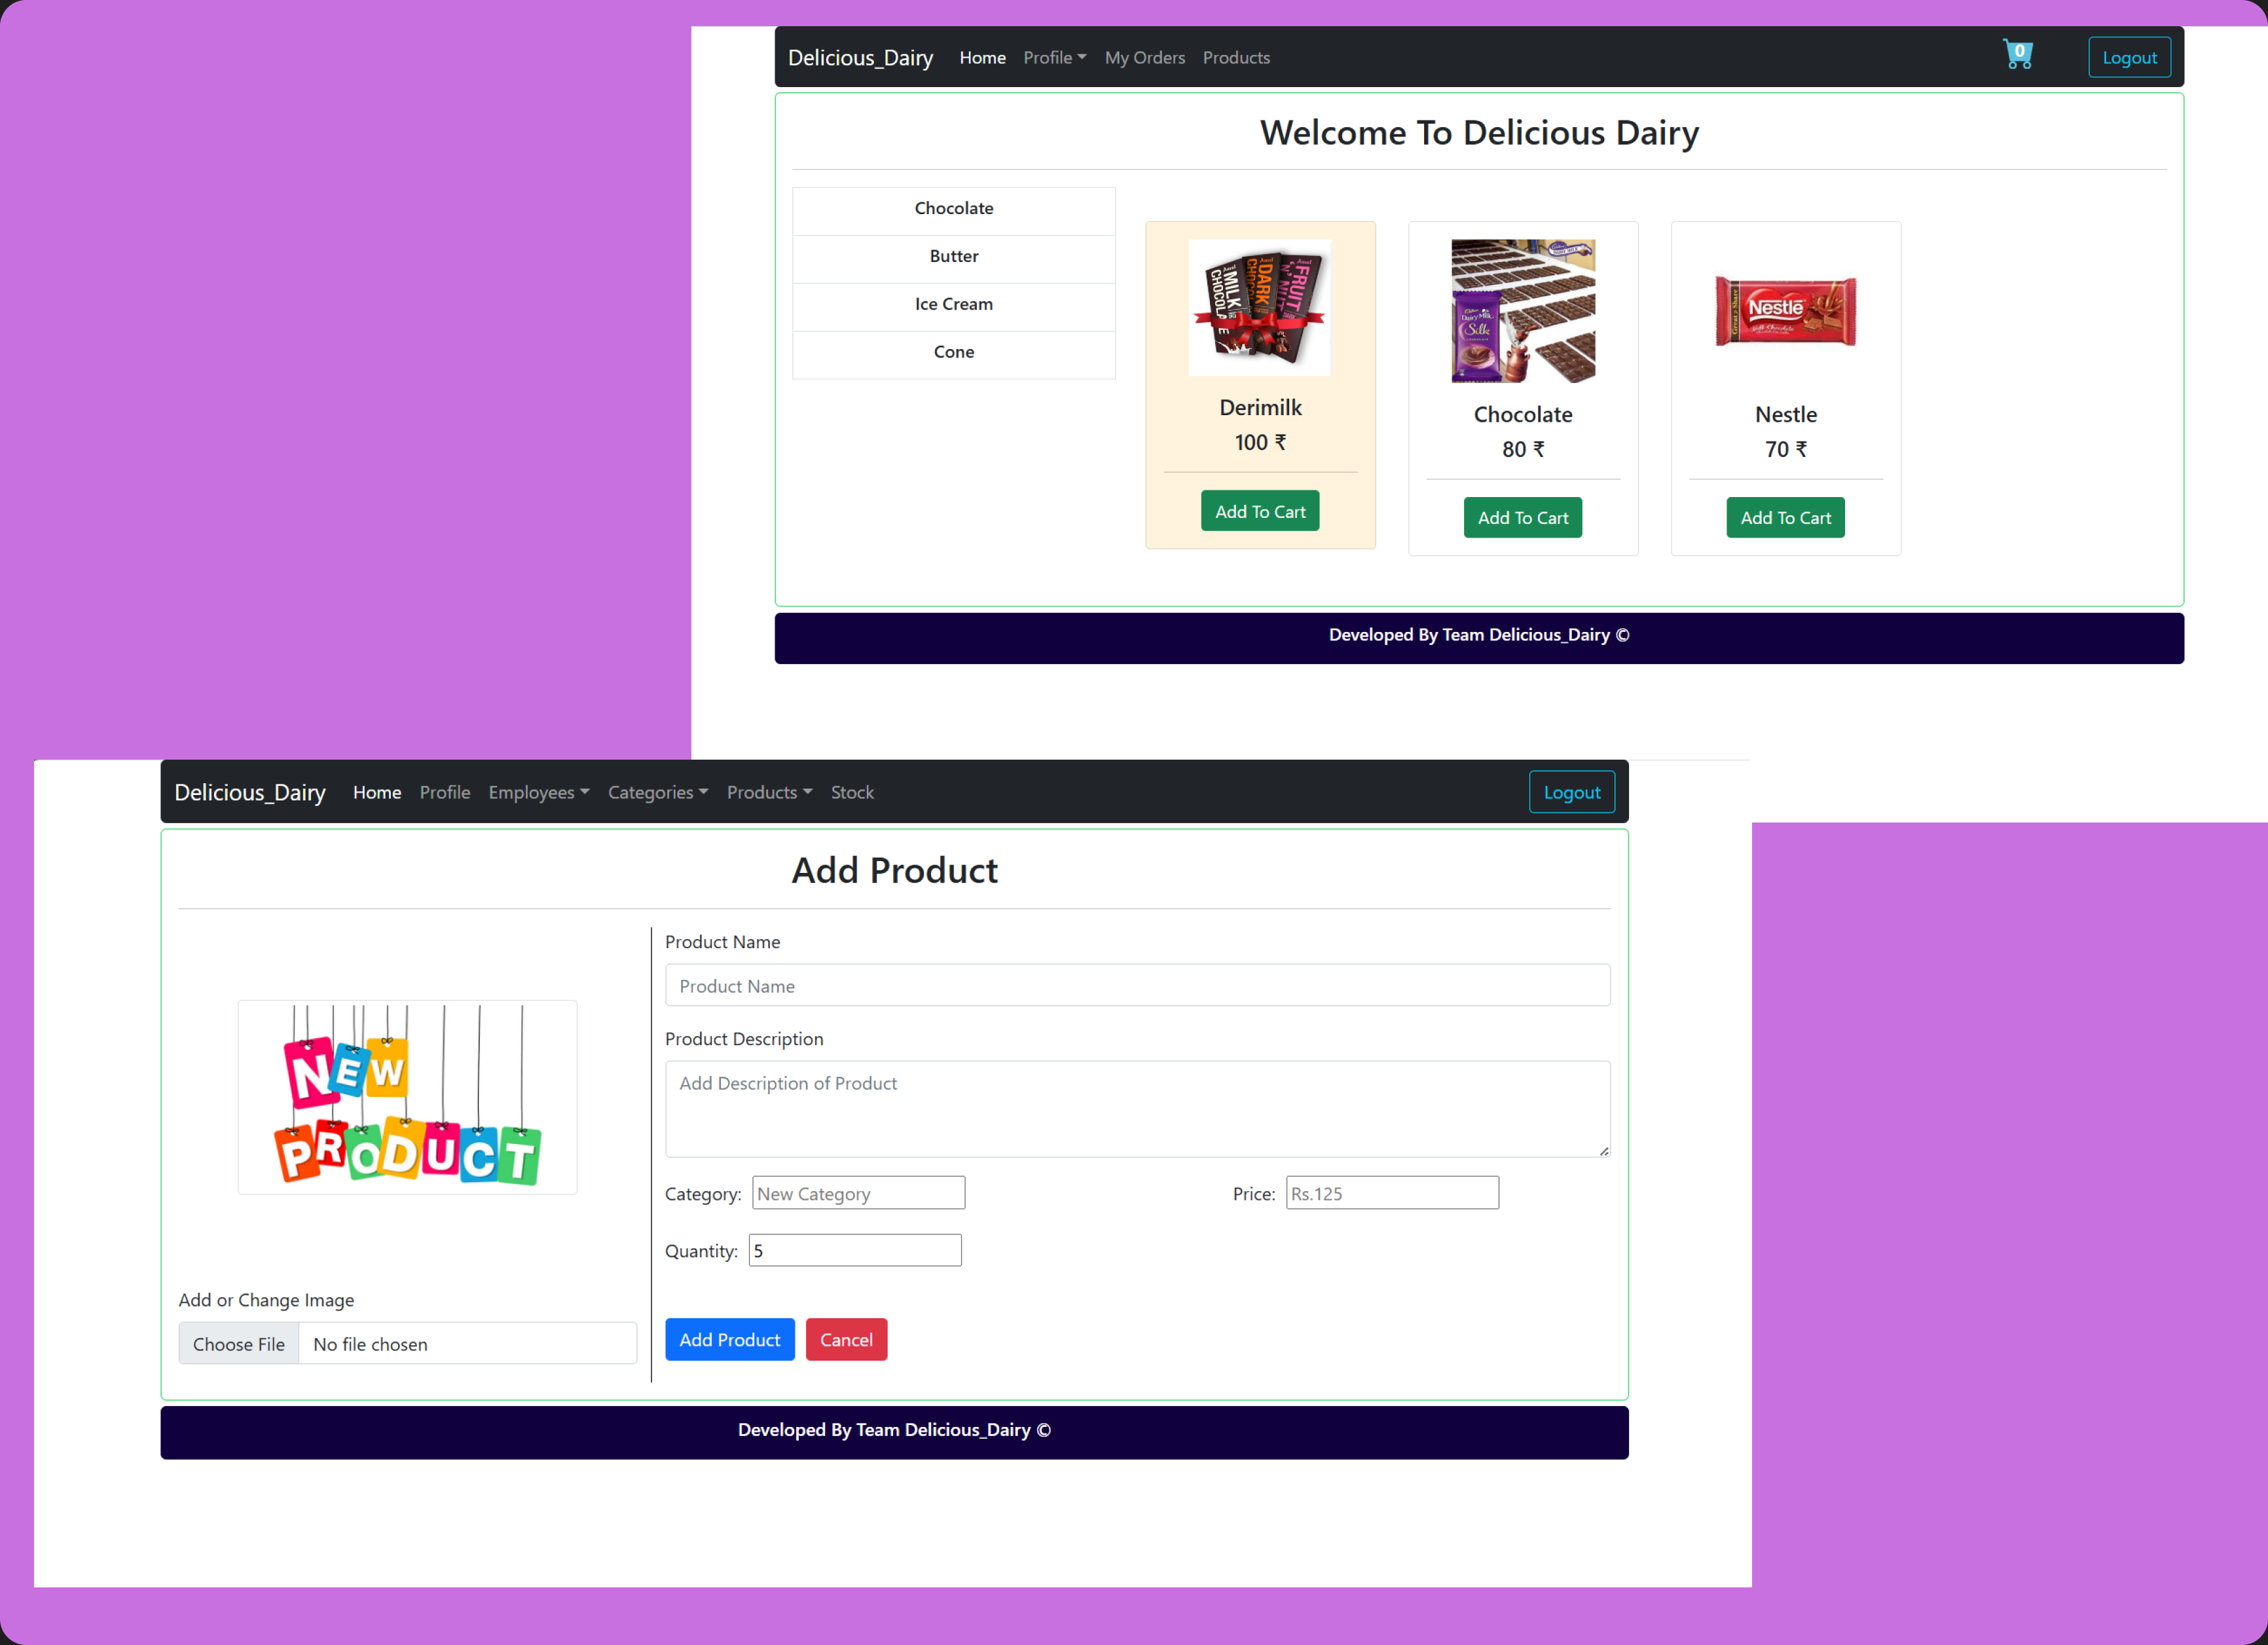 Delicious_Dairy Home Profile My Orders Products 0 Logout
Welcome To Delicious Dairy
Chocolate
Butter
Ice Cream
Cone
MILK CHOCOLATE
DARK
FRUIT
Derimilk
100 ₹
Add To Cart
Dairy Milk
Silk
Chocolate
80 ₹
Add To Cart
Nestlé
Nestle
70 ₹
Add To Cart
Developed By Team Delicious_Dairy ©
Delicious_Dairy Home Profile Employees Categories Products Stock Logout
Add Product
NEW
PRODUCT
Add or Change Image
Choose File No file chosen
Product Name
Product Name
Product Description
Add Description of Product
Category: New Category Price: Rs.125
Quantity: 5
Add Product Cancel
Developed By Team Delicious_Dairy ©